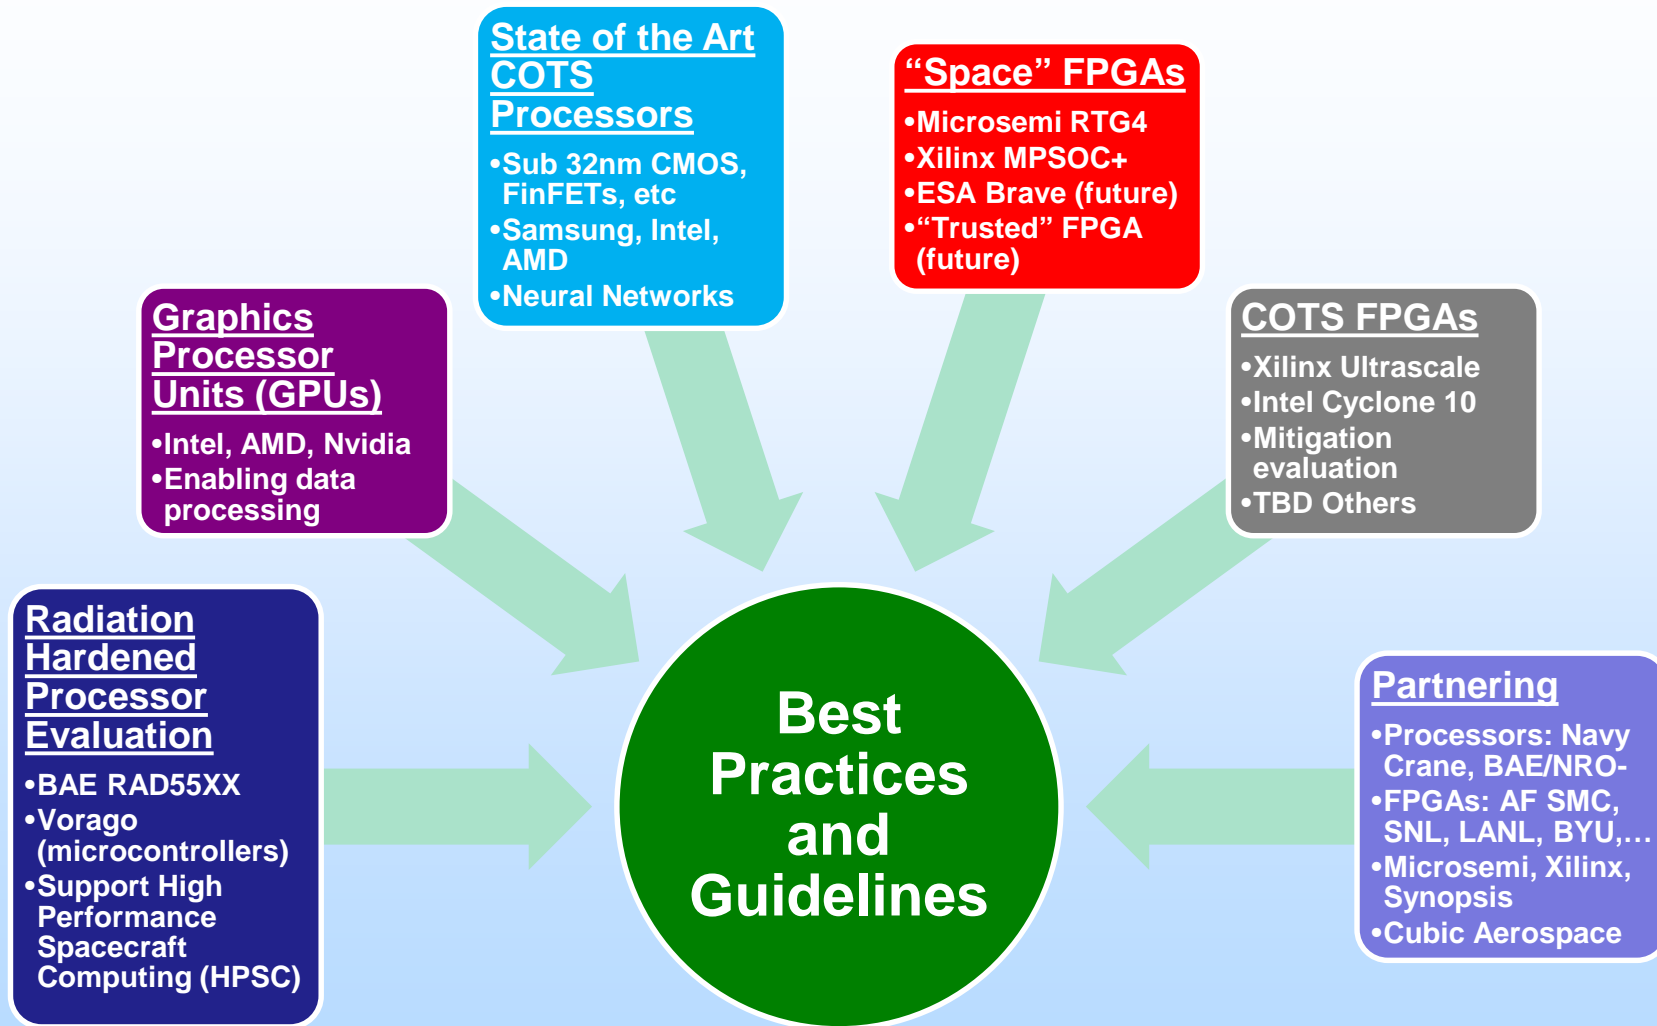 State of the Art
COTS
Processors
•Sub 32nm CMOS,
FinFETs, etc
•Samsung, Intel,
AMD
•Neural Networks
“Space” FPGAs
•Microsemi RTG4
•Xilinx MPSOC+
•ESA Brave (future)
•“Trusted” FPGA
(future)
Graphics
Processor
Units (GPUs)
•Intel, AMD, Nvidia
•Enabling data
processing
COTS FPGAs
•Xilinx Ultrascale
•Intel Cyclone 10
•Mitigation
evaluation
•TBD Others
Radiation
Hardened
Processor
Evaluation
•BAE RAD55XX
•Vorago
(microcontrollers)
•Support High
Performance
Spacecraft
Computing (HPSC)
Best
Practices
and
Guidelines
Partnering
•Processors: Navy
Crane, BAE/NRO-
•FPGAs: AF SMC,
SNL, LANL, BYU,…
•Microsemi, Xilinx,
Synopsis
•Cubic Aerospace